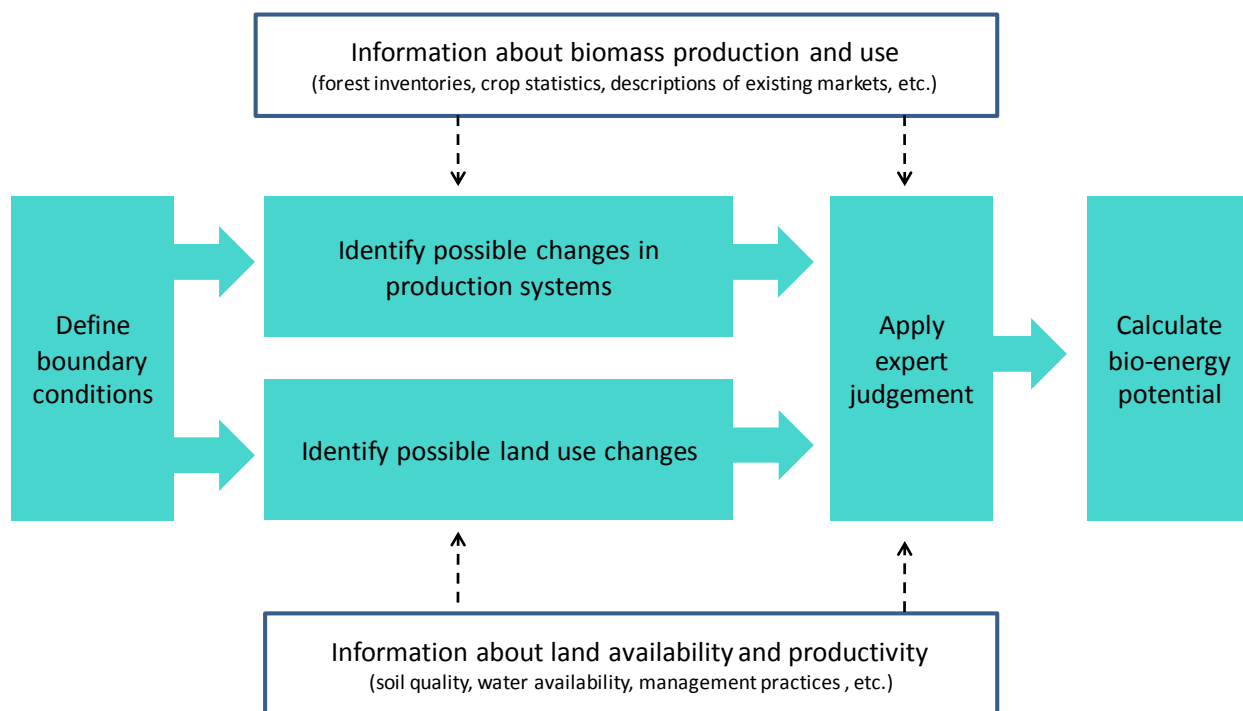 Information about biomass production and use
(forest inventories, crop statistics, descriptions of existing markets, etc.)
Define
boundary
conditions
Identify possible changes in
production systems
Identify possible land use changes
Apply
expert
judgement
Calculate
bio-energy
potential
Information about land availability and productivity
(soil quality, water availability, management practices , etc.)